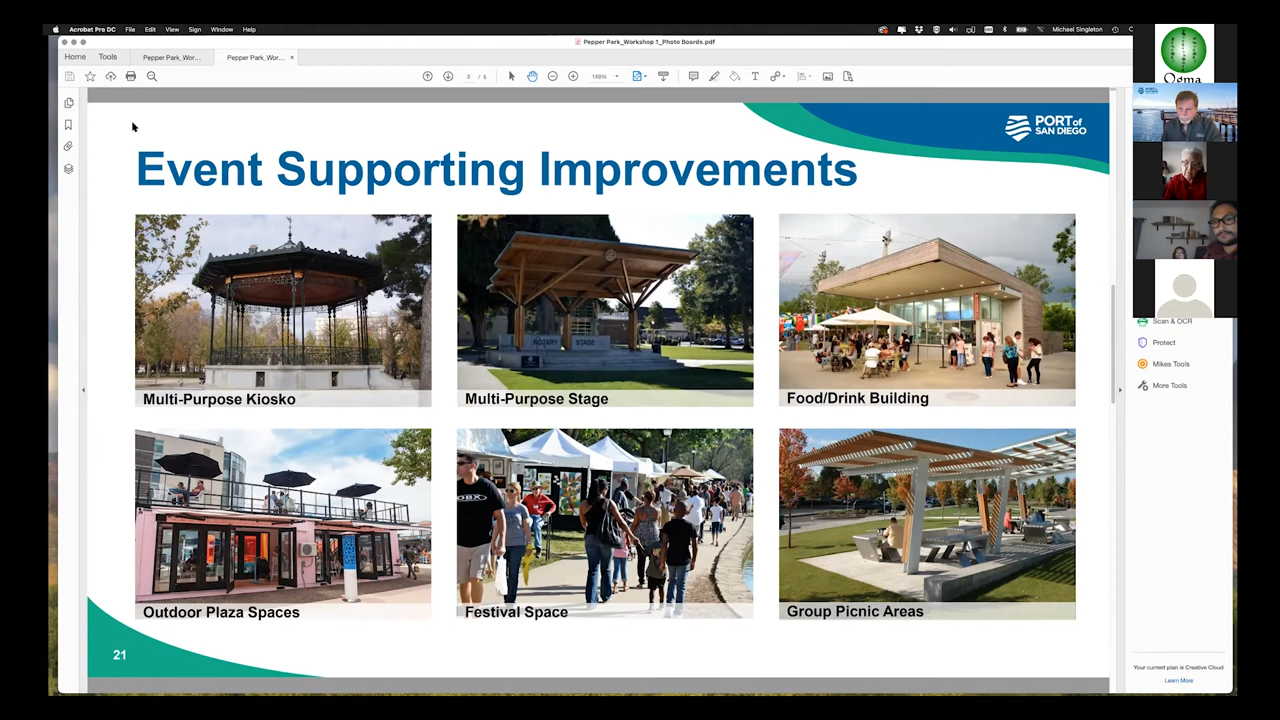 Acrobat Pro DC File Edit View Sign Window Help Michael Singleton
Pepper Park_Workshop 1_Photo Boards.pdf
Home Tools Pepper Park_Wor... Pepper Park_Wor... ×
3 / 5 149%
Ogma
PORT of
SAN DIEGO
Event Supporting Improvements
ROTARY STAGE
Multi-Purpose Kiosko
Multi-Purpose Stage
Food/Drink Building
OBX
Outdoor Plaza Spaces
Festival Space
Group Picnic Areas
21
Scan & OCR
Protect
Mikes Tools
More Tools
Your current plan is Creative Cloud
Learn More